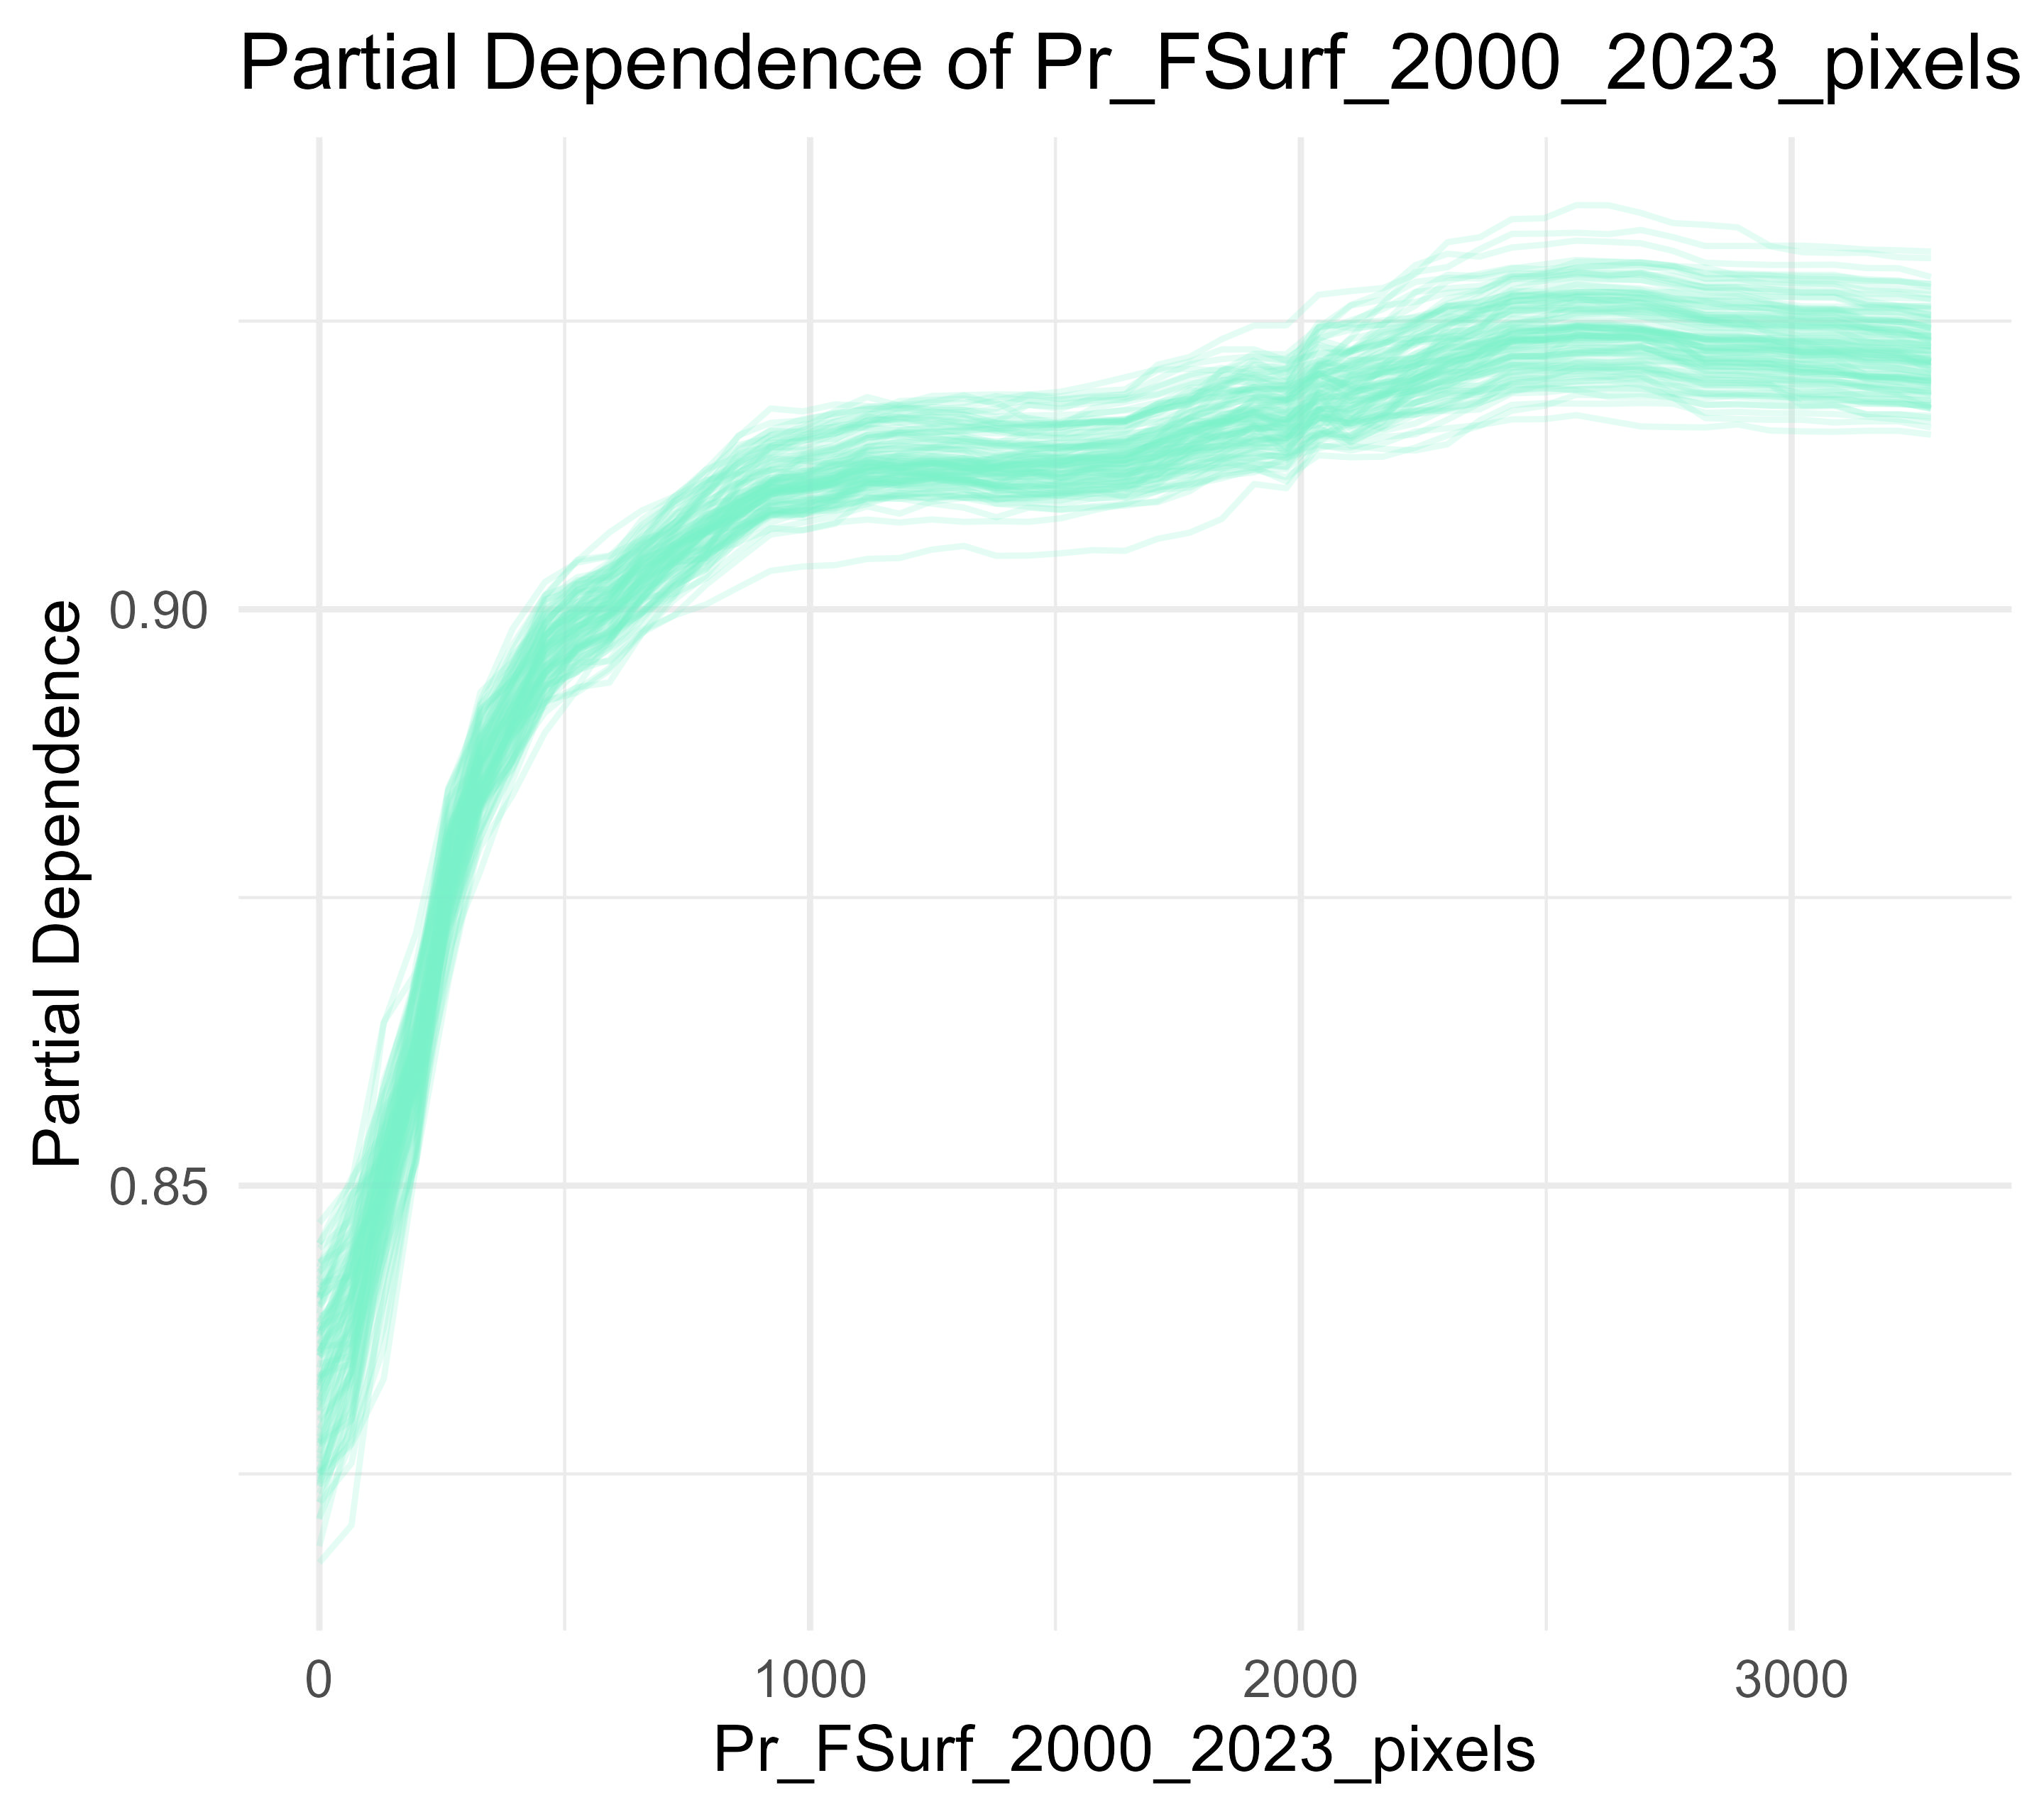 Partial Dependence of Pr_FSurf_2000_2023_pixels
Partial Dependence
0.90
0.85
0 1000 2000 3000
Pr_FSurf_2000_2023_pixels